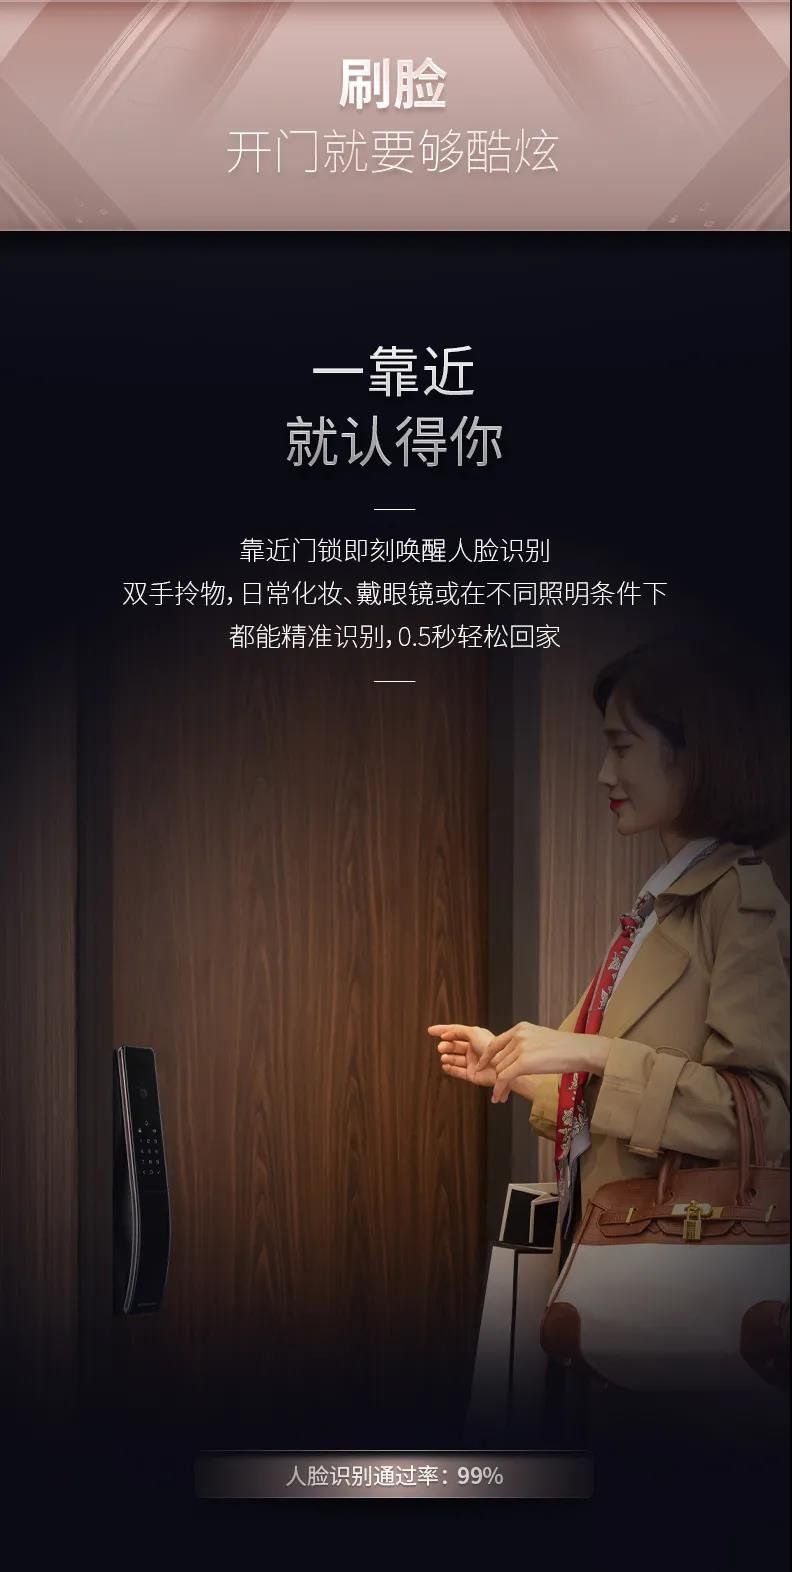 刷脸
开门就要够酷炫
一靠近
就认得你
靠近门锁即刻唤醒人脸识别
双手拎物，日常化妆、戴眼镜或在不同照明条件下
都能精准识别，0.5秒轻松回家
人脸识别通过率：99%